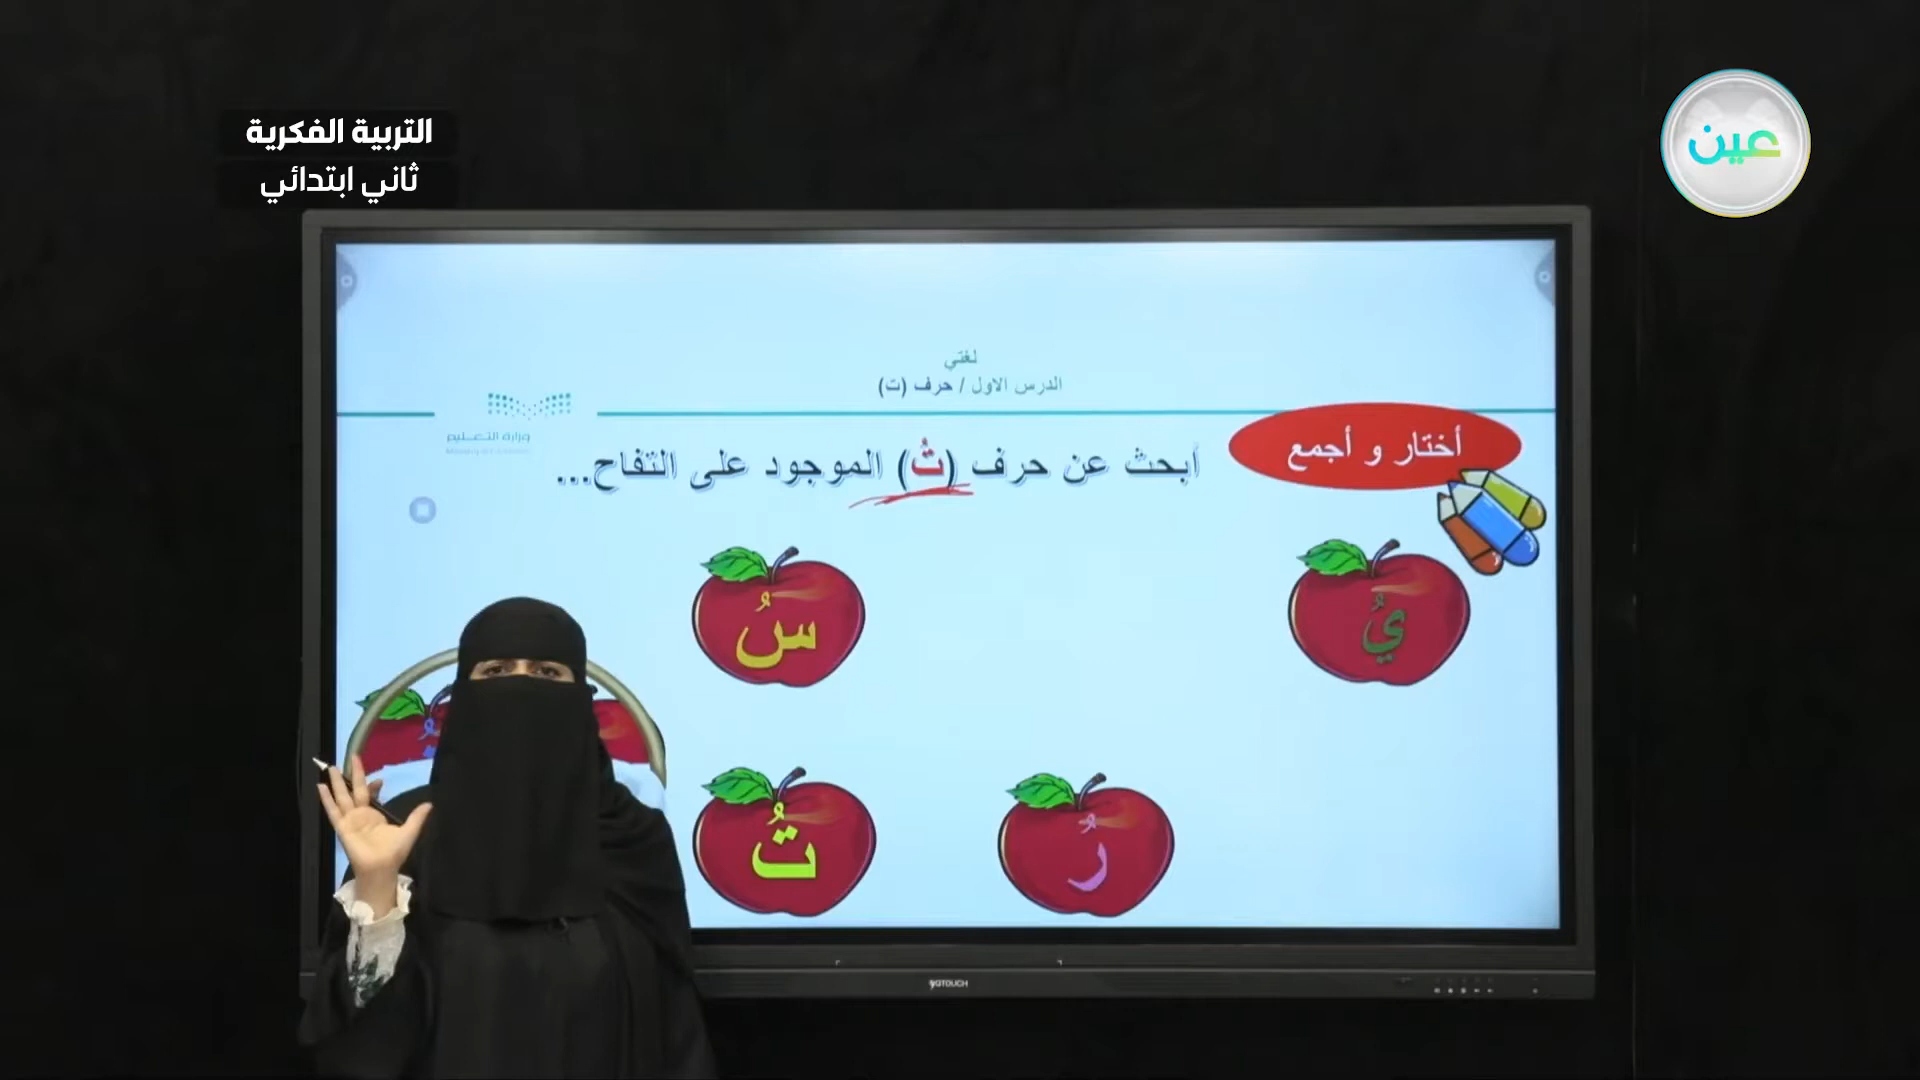 التربية الفكرية
ثاني ابتدائي
عين
لغتي
الدرس الاول / حرف (ت)
وزارة التعليم
أختار و أجمع
أبحث عن حرف (ثُ) الموجود على التفاح...
سُ
يُ
تُ
رُ